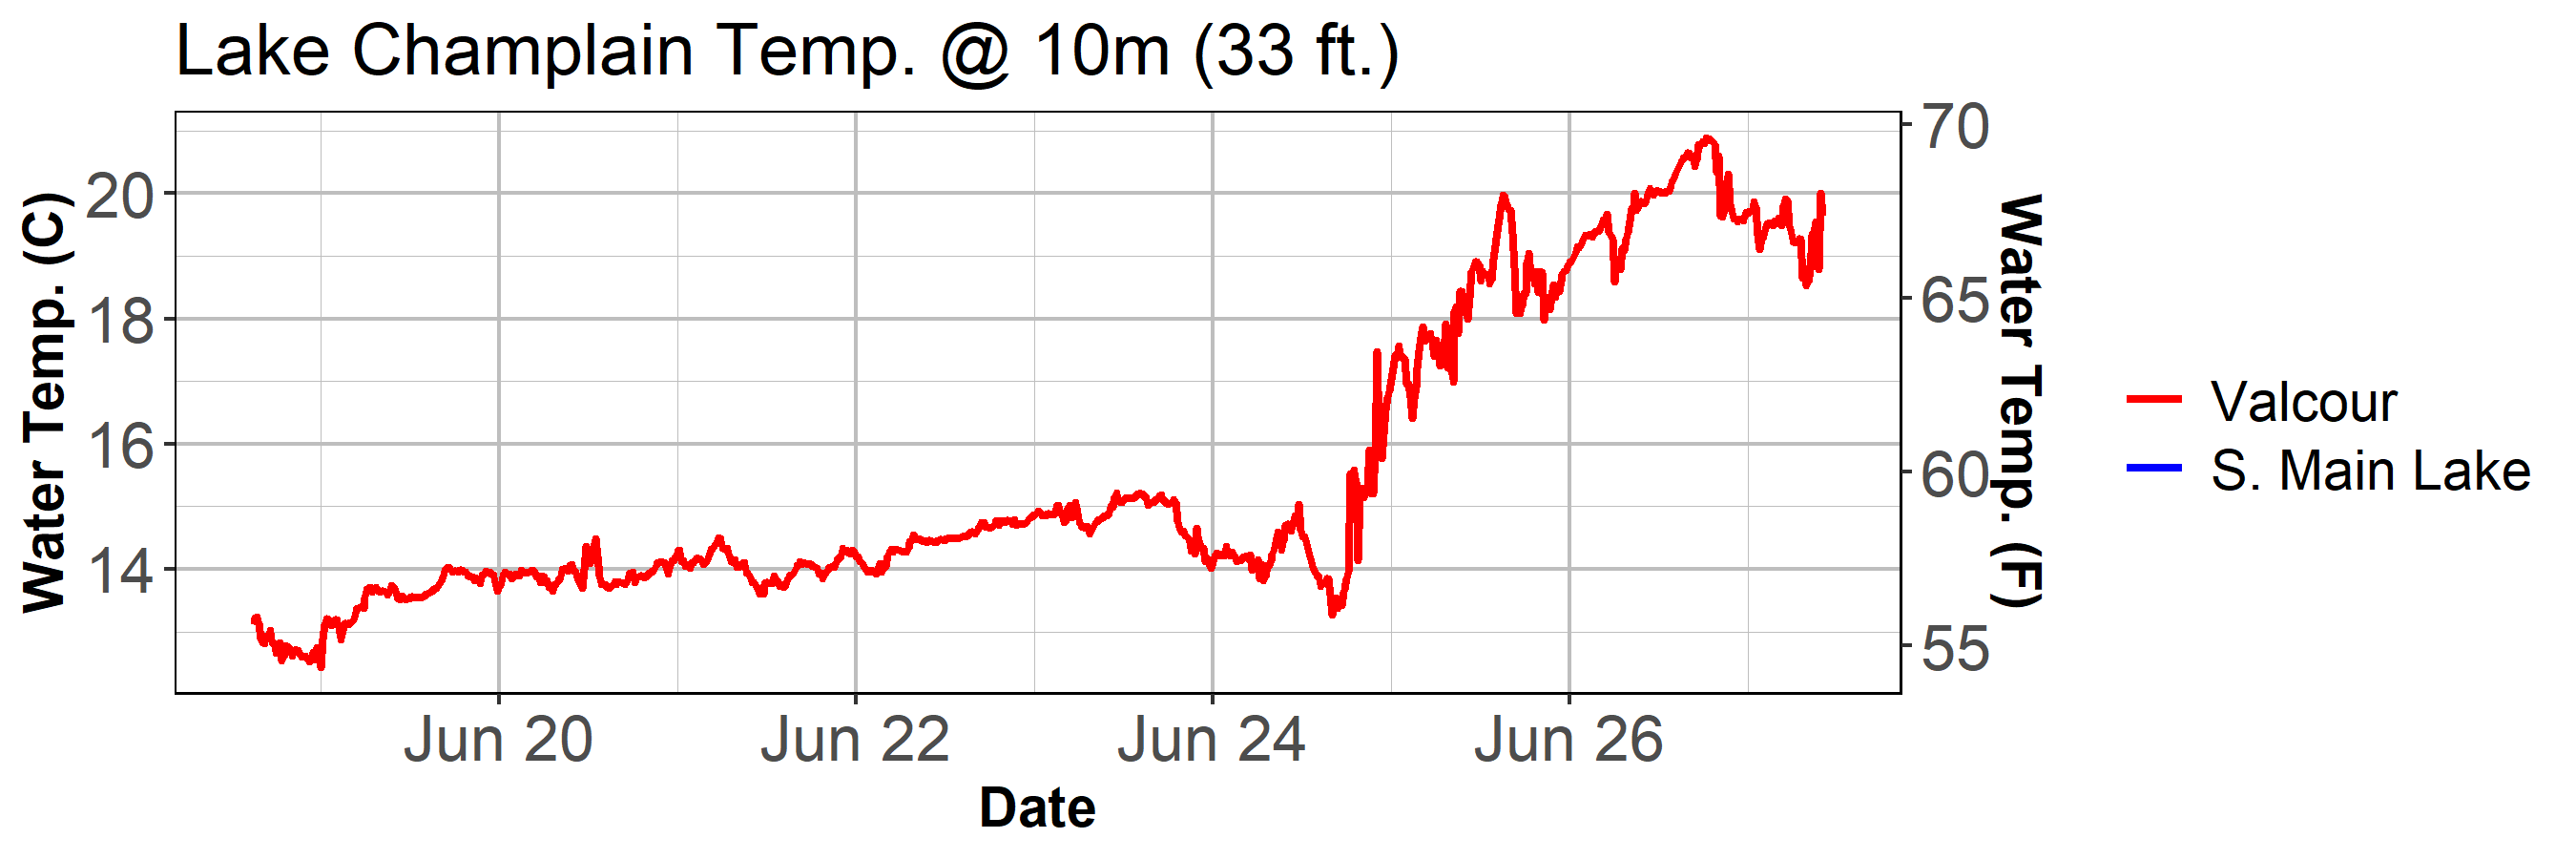 Lake Champlain Temp. @ 10m (33 ft.)
Water Temp. (C)
20
18
16
14
70
65
60
55
Water Temp. (F)
Jun 20
Jun 22
Jun 24
Jun 26
Date
Valcour
S. Main Lake